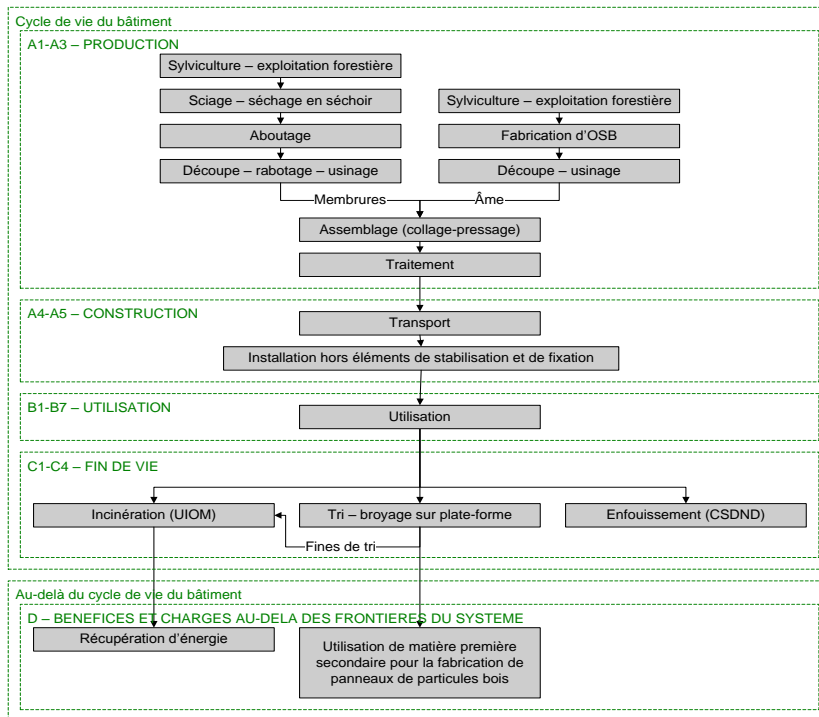 Cycle de vie du bâtiment
A1-A3 – PRODUCTION
Sylviculture – exploitation forestière
Sciage – séchage en séchoir
Sylviculture – exploitation forestière
Aboutage
Fabrication d'OSB
Découpe – rabotage – usinage
Découpe – usinage
Membrures
Âme
Assemblage (collage-pressage)
Traitement
A4-A5 – CONSTRUCTION
Transport
Installation hors éléments de stabilisation et de fixation
B1-B7 – UTILISATION
Utilisation
C1-C4 – FIN DE VIE
Incinération (UIOM)
Tri – broyage sur plate-forme
Enfouissement (CSDND)
Fines de tri
Au-delà du cycle de vie du bâtiment
D – BENEFICES ET CHARGES AU-DELA DES FRONTIERES DU SYSTEME
Récupération d'énergie
Utilisation de matière première
secondaire pour la fabrication de
panneaux de particules bois